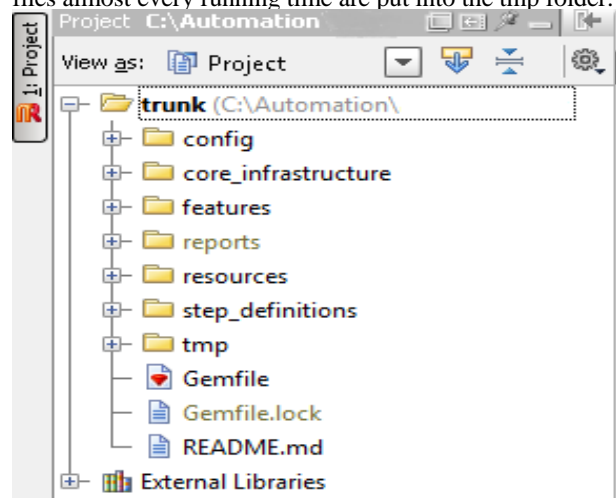 files almost every running time are put into the tmp folder.
Project C:\Automation
1: Project
View as: Project
trunk (C:\Automation\
config
core_infrastructure
features
reports
resources
step_definitions
tmp
Gemfile
Gemfile.lock
README.md
External Libraries